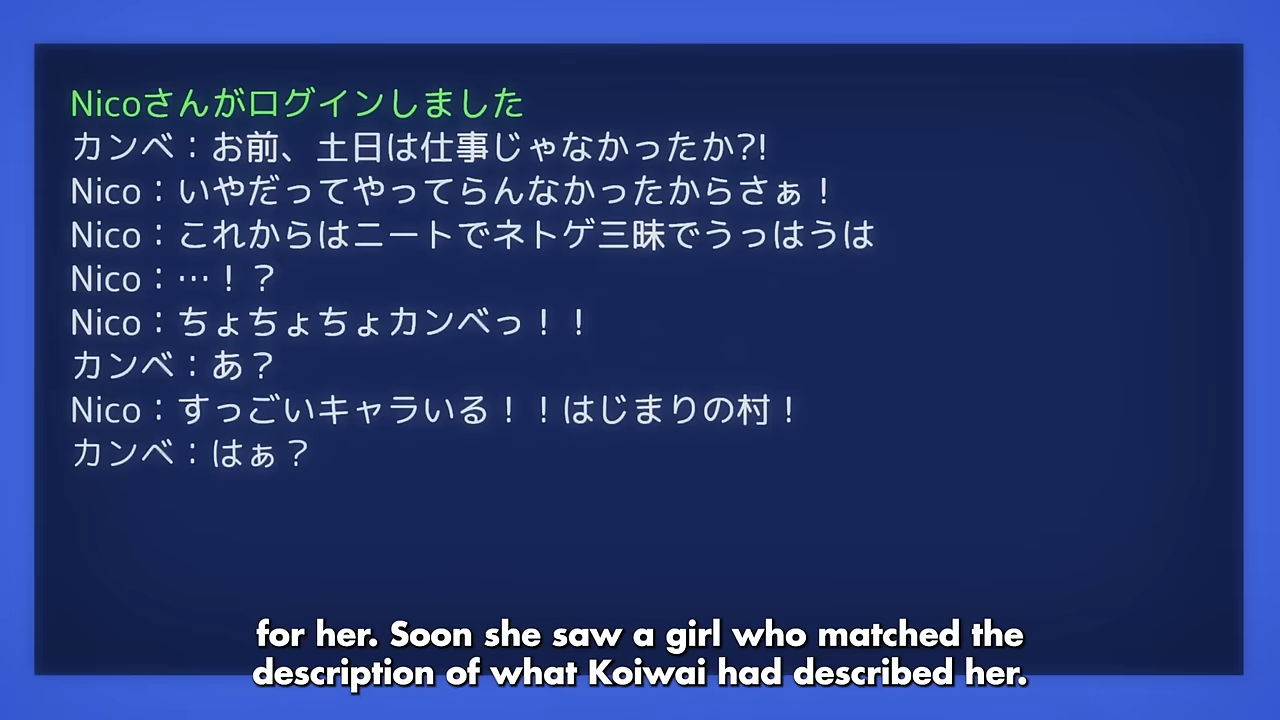 Nicoさんがログインしました
カンベ：お前、土日は仕事じゃなかったか?!
Nico：いやだってやってらんなかったからさぁ！
Nico：これからはニートでネトゲ三昧でうっはうは
Nico：…！？
Nico：ちょちょちょカンベっ！！
カンベ：あ？
Nico：すっごいキャラいる！！はじまりの村！
カンベ：はぁ？
for her. Soon she saw a girl who matched the
description of what Koiwai had described her.